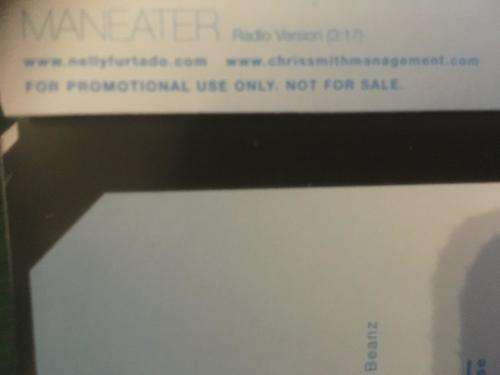 MANEATER Radio Version (3:17)
www.nellyfurtado.com www.chrissmithmanagement.com
FOR PROMOTIONAL USE ONLY. NOT FOR SALE.
Beanz